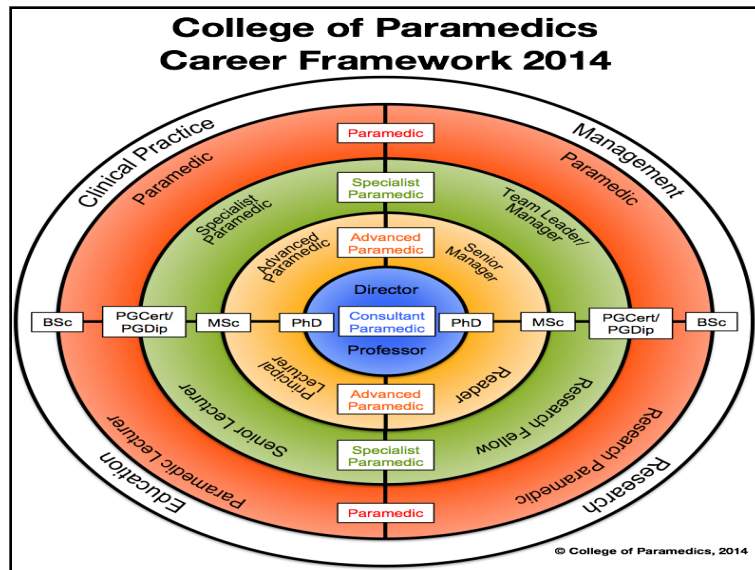 College of Paramedics
Career Framework 2014
Clinical Practice
Management
Paramedic
Paramedic
Paramedic
Specialist Paramedic
Specialist
Paramedic
Team Leader/
Manager
Advanced
Paramedic
Advanced
Paramedic
Senior
Manager
Director
BSc
PGCert/
PGDip
MSc
PhD
Consultant
Paramedic
PhD
MSc
PGCert/
PGDip
BSc
Professor
Principal
Lecturer
Advanced
Paramedic
Reader
Senior Lecturer
Specialist
Paramedic
Research Fellow
Paramedic Lecturer
Paramedic
Research Paramedic
Education
Research
© College of Paramedics, 2014